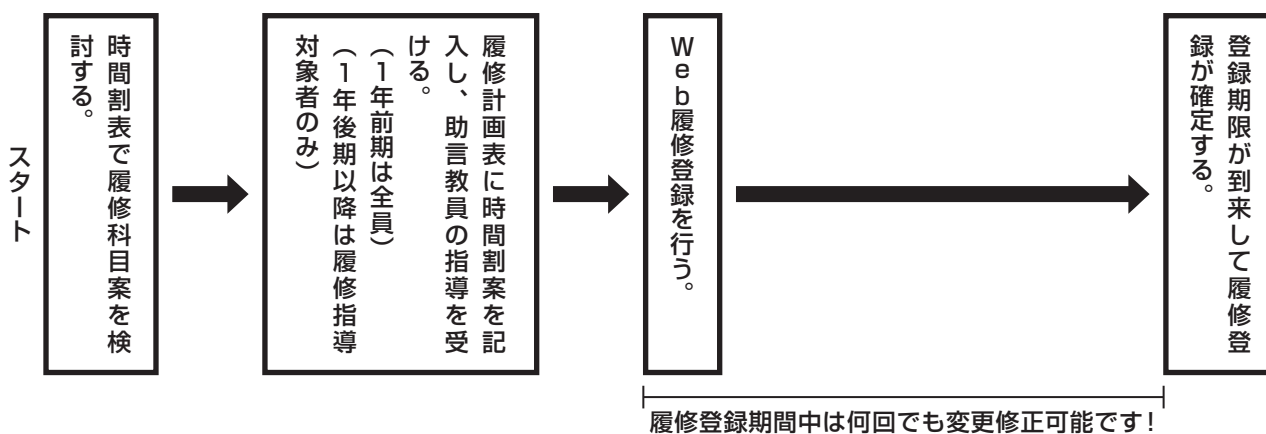 スタート
時間割表で履修科目案を検
討する。
履修計画表に時間割案を記
入し、助言教員の指導を受
ける。
（1年前期は全員）
（1年後期以降は履修指導
対象者のみ）
Web履修登録を行う。
登録期限が到来して履修登
録が確定する。
履修登録期間中は何回でも変更修正可能です！